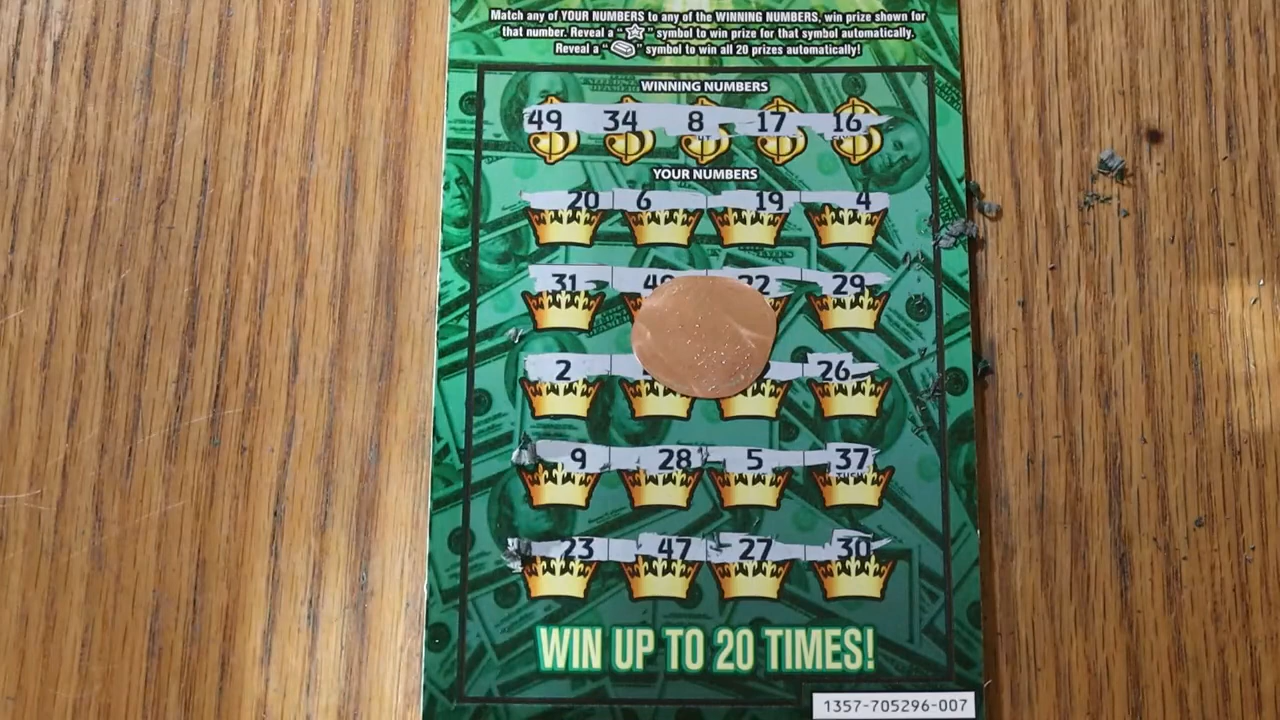 Match any of YOUR NUMBERS to any of the WINNING NUMBERS, win prize shown for
that number. Reveal a " " symbol to win prize for that symbol automatically.
Reveal a " " symbol to win all 20 prizes automatically!
WINNING NUMBERS
49 34 8 17 16
YOUR NUMBERS
20 6 19 4
31 22 29
2 26
9 28 5 37
23 47 27 30
WIN UP TO 20 TIMES!
1357-705296-007